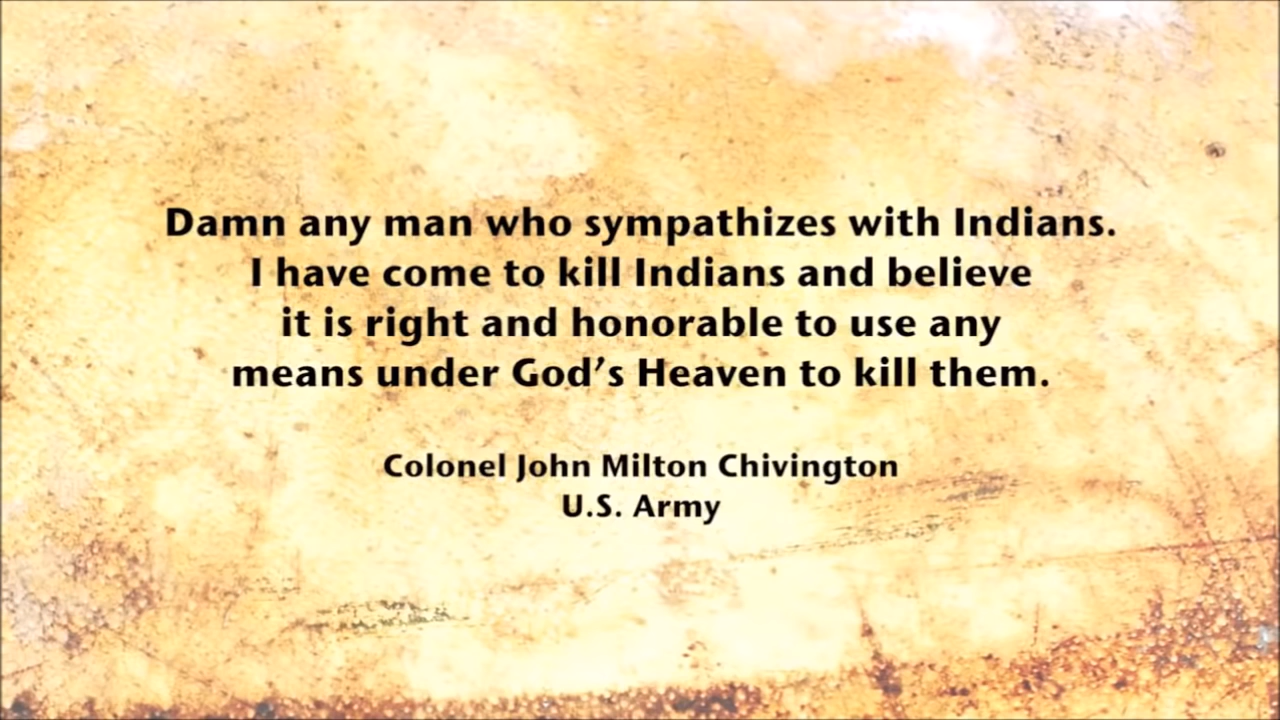 Damn any man who sympathizes with Indians.
I have come to kill Indians and believe
it is right and honorable to use any
means under God’s Heaven to kill them.
Colonel John Milton Chivington
U.S. Army